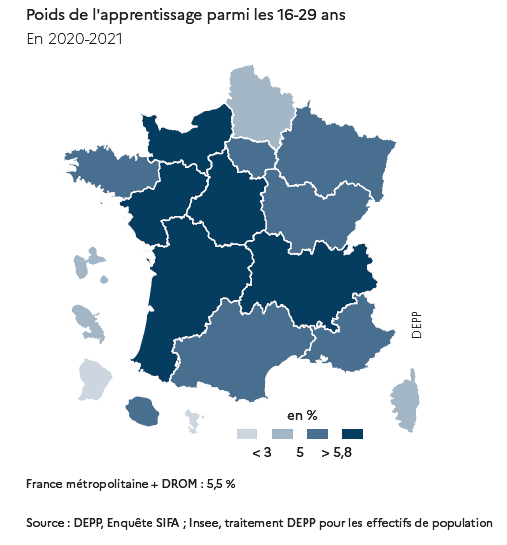 Poids de l'apprentissage parmi les 16-29 ans
En 2020-2021
DEPP
en %
< 3 5 > 5,8
France métropolitaine + DROM : 5,5 %
Source : DEPP, Enquête SIFA ; Insee, traitement DEPP pour les effectifs de population